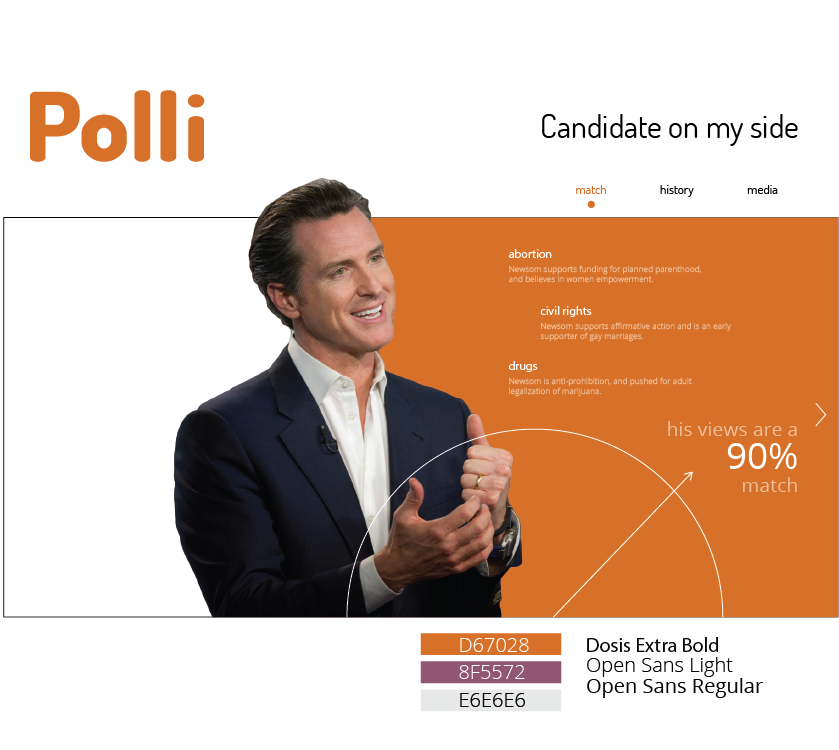 Polli
Candidate on my side
match history media
abortion
Newsom supports funding for planned parenthood,
and believes in women empowerment.
civil rights
Newsom supports affirmative action and is an early
supporter of gay marriages.
drugs
Newsom is anti-prohibition, and pushed for adult
legalization of marijuana.
his views are a
90%
match
D67028
8F5572
E6E6E6
Dosis Extra Bold
Open Sans Light
Open Sans Regular